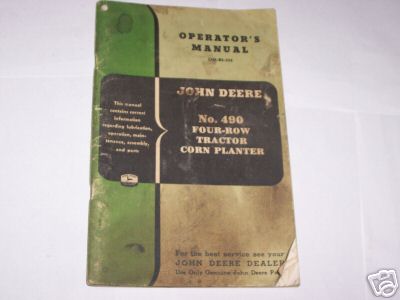 OPERATOR'S
MANUAL
JOHN DEERE
No. 490
FOUR-ROW
TRACTOR
CORN PLANTER
This manual
contains correct
information
regarding lubrication,
operation, main-
tenance, assembly,
and parts
For the best service see your
JOHN DEERE DEALER
Use Only Genuine John Deere